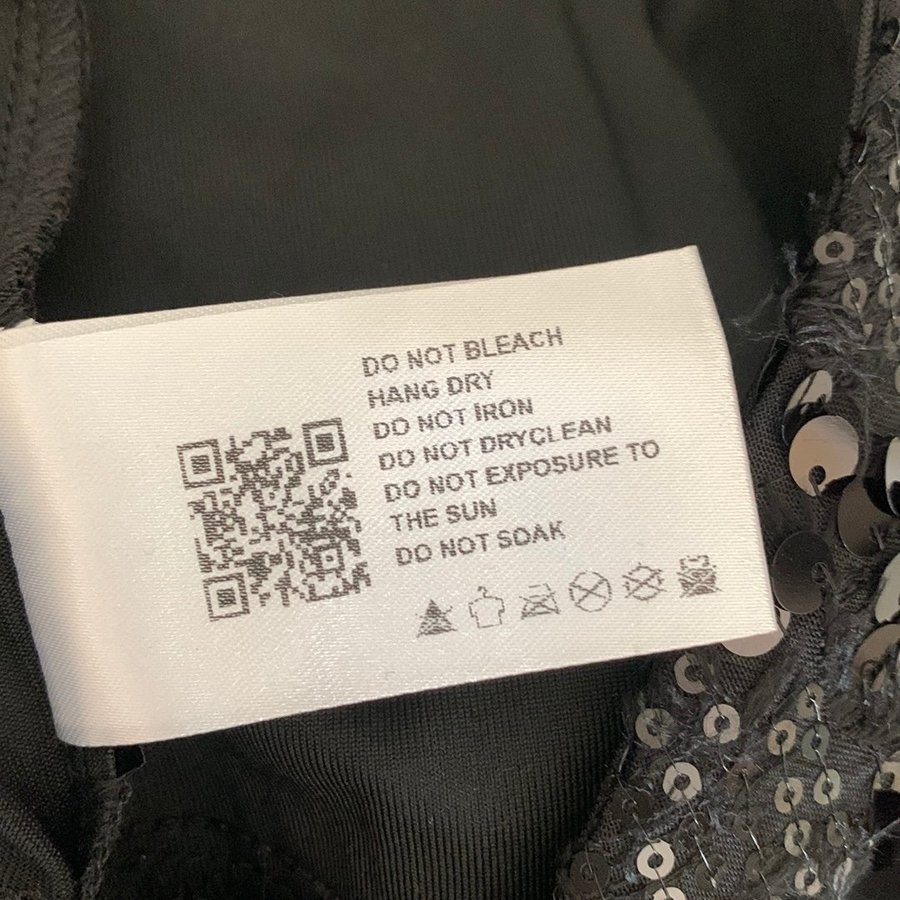 DO NOT BLEACH
HANG DRY
DO NOT IRON
DO NOT DRYCLEAN
DO NOT EXPOSURE TO
THE SUN
DO NOT SOAK